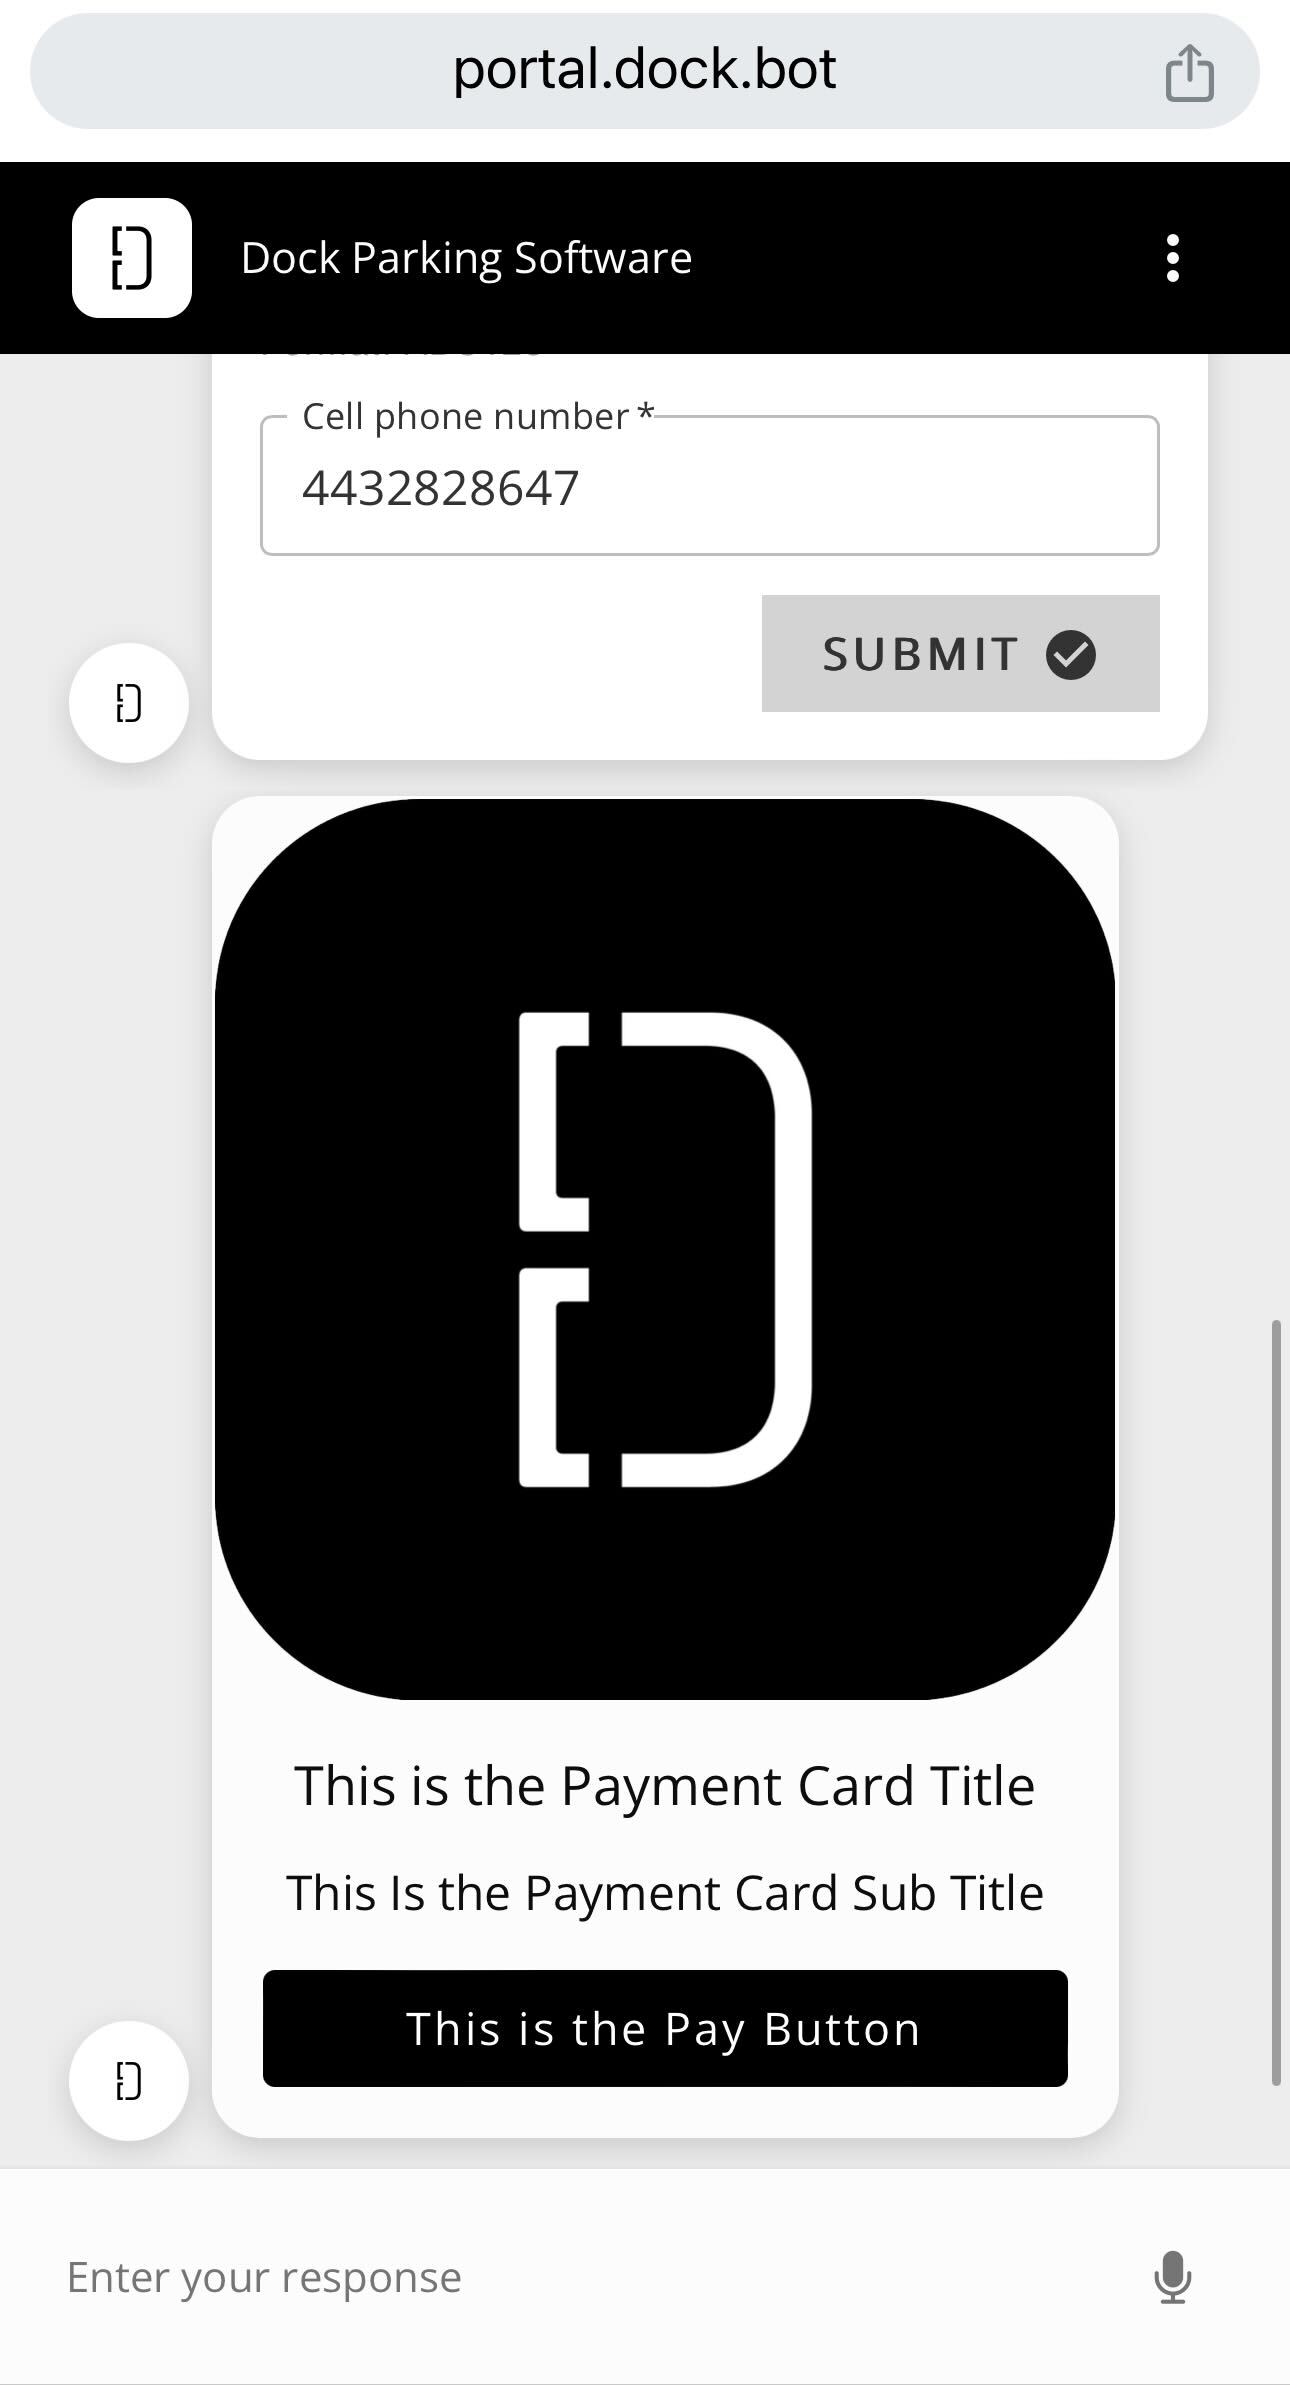 portal.dock.bot
Dock Parking Software
Cell phone number *
4432828647
SUBMIT
This is the Payment Card Title
This Is the Payment Card Sub Title
This is the Pay Button
Enter your response